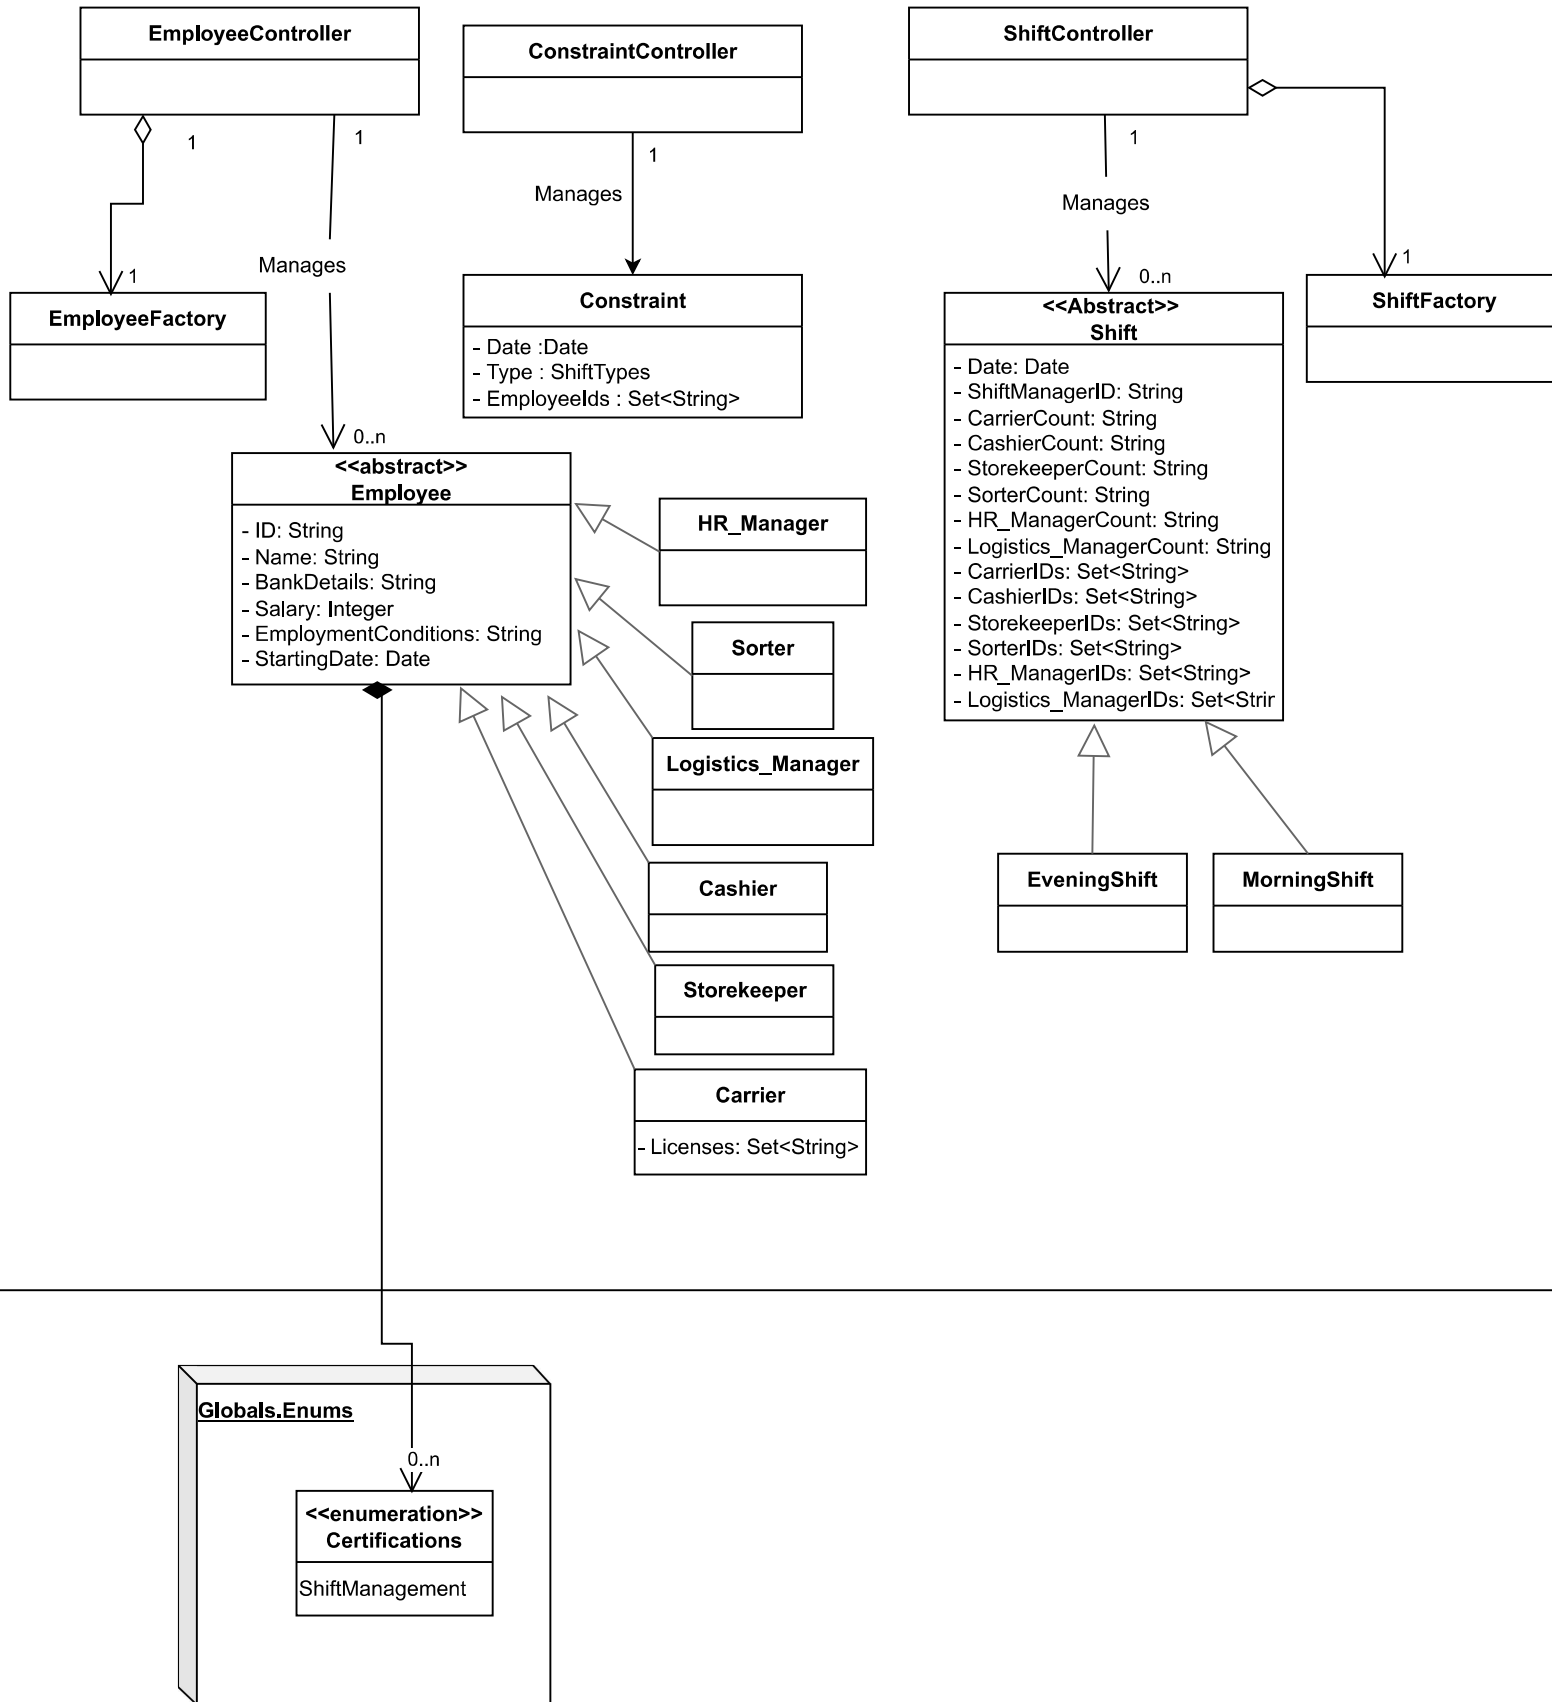 EmployeeController
ConstraintController
ShiftController
1
1
Manages
1
Manages
1
Manages
1
EmployeeFactory
0..n
Constraint
- Date :Date
- Type : ShiftTypes
- EmployeeIds : Set<String>
0..n
1
ShiftFactory
<<Abstract>>
Shift
- Date: Date
- ShiftManagerID: String
- CarrierCount: String
- CashierCount: String
- StorekeeperCount: String
- SorterCount: String
- HR_ManagerCount: String
- Logistics_ManagerCount: String
- CarrierIDs: Set<String>
- CashierIDs: Set<String>
- StorekeeperIDs: Set<String>
- SorterIDs: Set<String>
- HR_ManagerIDs: Set<String>
- Logistics_ManagerIDs: Set<Strir
<<abstract>>
Employee
- ID: String
- Name: String
- BankDetails: String
- Salary: Integer
- EmploymentConditions: String
- StartingDate: Date
HR_Manager
Sorter
Logistics_Manager
Cashier
Storekeeper
Carrier
- Licenses: Set<String>
EveningShift
MorningShift
Globals.Enums
0..n
<<enumeration>>
Certifications
ShiftManagement